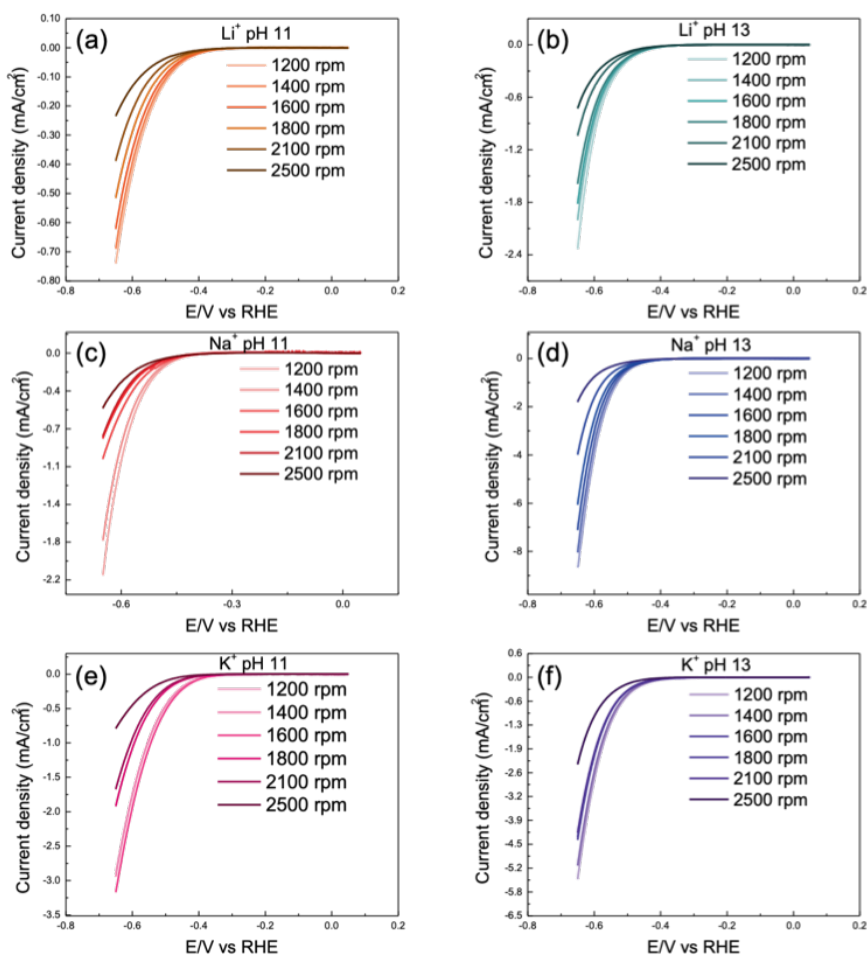 (a)
Li⁺ pH 11
0.10
0.00
-0.10
-0.20
-0.30
-0.40
-0.50
-0.60
-0.70
-0.80
Current density (mA/cm²)
1200 rpm
1400 rpm
1600 rpm
1800 rpm
2100 rpm
2500 rpm
-0.8 -0.6 -0.4 -0.2 0.0 0.2
E/V vs RHE
(b)
Li⁺ pH 13
0.0
-0.6
-1.2
-1.8
-2.4
Current density (mA/cm²)
1200 rpm
1400 rpm
1600 rpm
1800 rpm
2100 rpm
2500 rpm
-0.8 -0.6 -0.4 -0.2 0.0 0.2
E/V vs RHE
(c)
Na⁺ pH 11
0.0
-0.4
-0.7
-1.1
-1.4
-1.8
-2.2
Current density (mA/cm²)
1200 rpm
1400 rpm
1600 rpm
1800 rpm
2100 rpm
2500 rpm
-0.6 -0.3 0.0
E/V vs RHE
(d)
Na⁺ pH 13
0
-2
-4
-6
-8
Current density (mA/cm²)
1200 rpm
1400 rpm
1600 rpm
1800 rpm
2100 rpm
2500 rpm
-0.8 -0.6 -0.4 -0.2 0.0 0.2
E/V vs RHE
(e)
K⁺ pH 11
0.0
-0.5
-1.0
-1.5
-2.0
-2.5
-3.0
-3.5
Current density (mA/cm²)
1200 rpm
1400 rpm
1600 rpm
1800 rpm
2100 rpm
2500 rpm
-0.8 -0.6 -0.4 -0.2 0.0 0.2
E/V vs RHE
(f)
K⁺ pH 13
0.6
0.0
-0.6
-1.3
-1.9
-2.6
-3.2
-3.9
-4.5
-5.2
-5.8
-6.5
Current density (mA/cm²)
1200 rpm
1400 rpm
1600 rpm
1800 rpm
2100 rpm
2500 rpm
-0.8 -0.6 -0.4 -0.2 0.0 0.2
E/V vs RHE